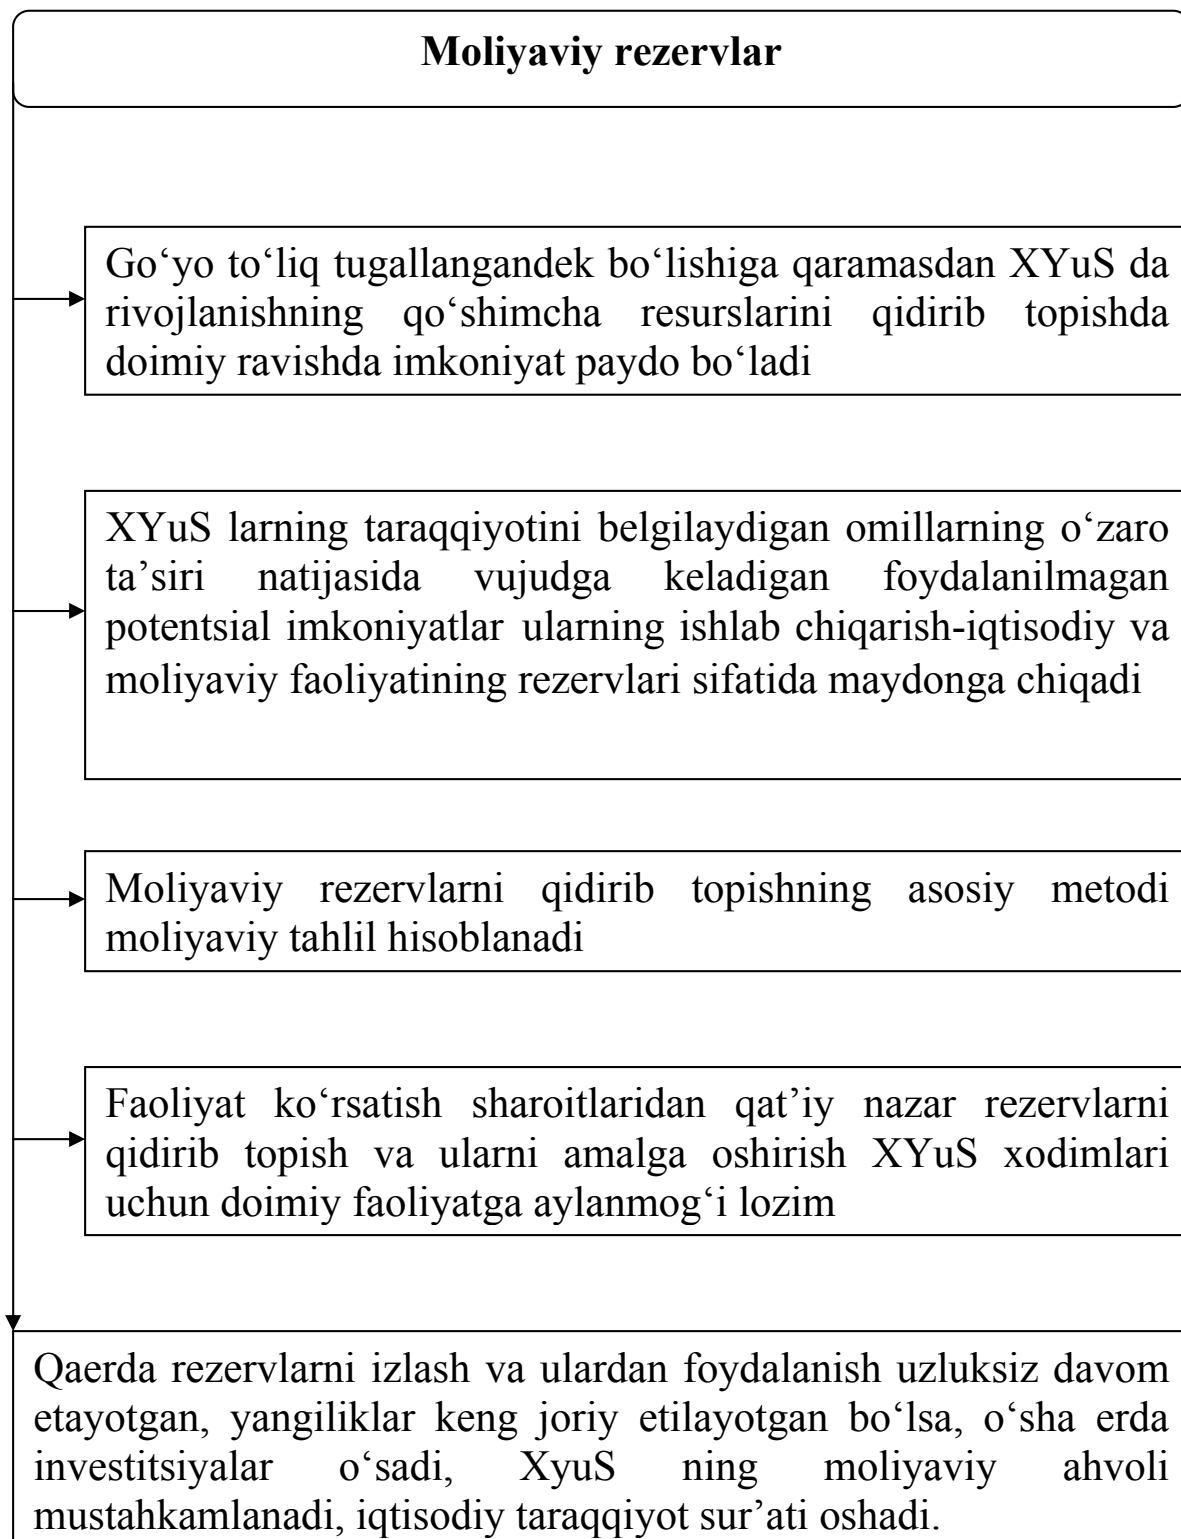 Moliyaviy rezervlar
Go‘yo to‘liq tugallangandek bo‘lishiga qaramasdan XYuS da
rivojlanishning qo‘shimcha resurslarini qidirib topishda
doimiy ravishda imkoniyat paydo bo‘ladi
XYuS larning taraqqiyotini belgilaydigan omillarning o‘zaro
ta’siri natijasida vujudga keladigan foydalanilmagan
potentsial imkoniyatlar ularning ishlab chiqarish-iqtisodiy va
moliyaviy faoliyatining rezervlari sifatida maydonga chiqadi
Moliyaviy rezervlarni qidirib topishning asosiy metodi
moliyaviy tahlil hisoblanadi
Faoliyat ko‘rsatish sharoitlaridan qat’iy nazar rezervlarni
qidirib topish va ularni amalga oshirish XYuS xodimlari
uchun doimiy faoliyatga aylanmog‘i lozim
Qaerda rezervlarni izlash va ulardan foydalanish uzluksiz davom
etayotgan, yangiliklar keng joriy etilayotgan bo‘lsa, o‘sha erda
investitsiyalar o‘sadi, XyuS ning moliyaviy ahvoli
mustahkamlanadi, iqtisodiy taraqqiyot sur’ati oshadi.